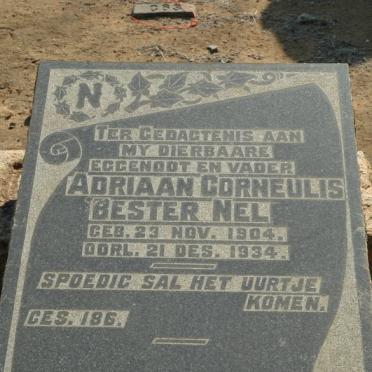 N
TER GEDACTENIS AAN
MY DIERBAARE
EGGENOOT EN VADER
ADRIAAN CORNEULIS
BESTER NEL
GEB. 23 NOV. 1904.
OORL. 21 DES. 1934.
SPOEDIG SAL HET UURTJE
KOMEN.
GES. 186.